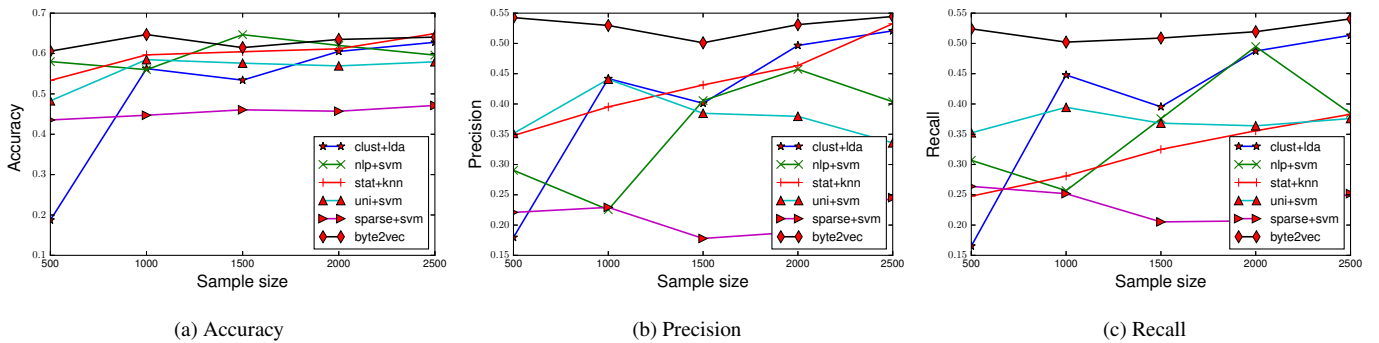 0.7
0.6
0.5
0.4
0.3
0.2
0.1
Accuracy
500
1000
1500
2000
2500
Sample size
clust+lda
nlp+svm
stat+knn
uni+svm
sparse+svm
byte2vec
(a) Accuracy
0.55
0.50
0.45
0.40
0.35
0.30
0.25
0.20
0.15
Precision
500
1000
1500
2000
2500
Sample size
clust+lda
nlp+svm
stat+knn
uni+svm
sparse+svm
byte2vec
(b) Precision
0.55
0.50
0.45
0.40
0.35
0.30
0.25
0.20
0.15
Recall
500
1000
1500
2000
2500
Sample size
clust+lda
nlp+svm
stat+knn
uni+svm
sparse+svm
byte2vec
(c) Recall